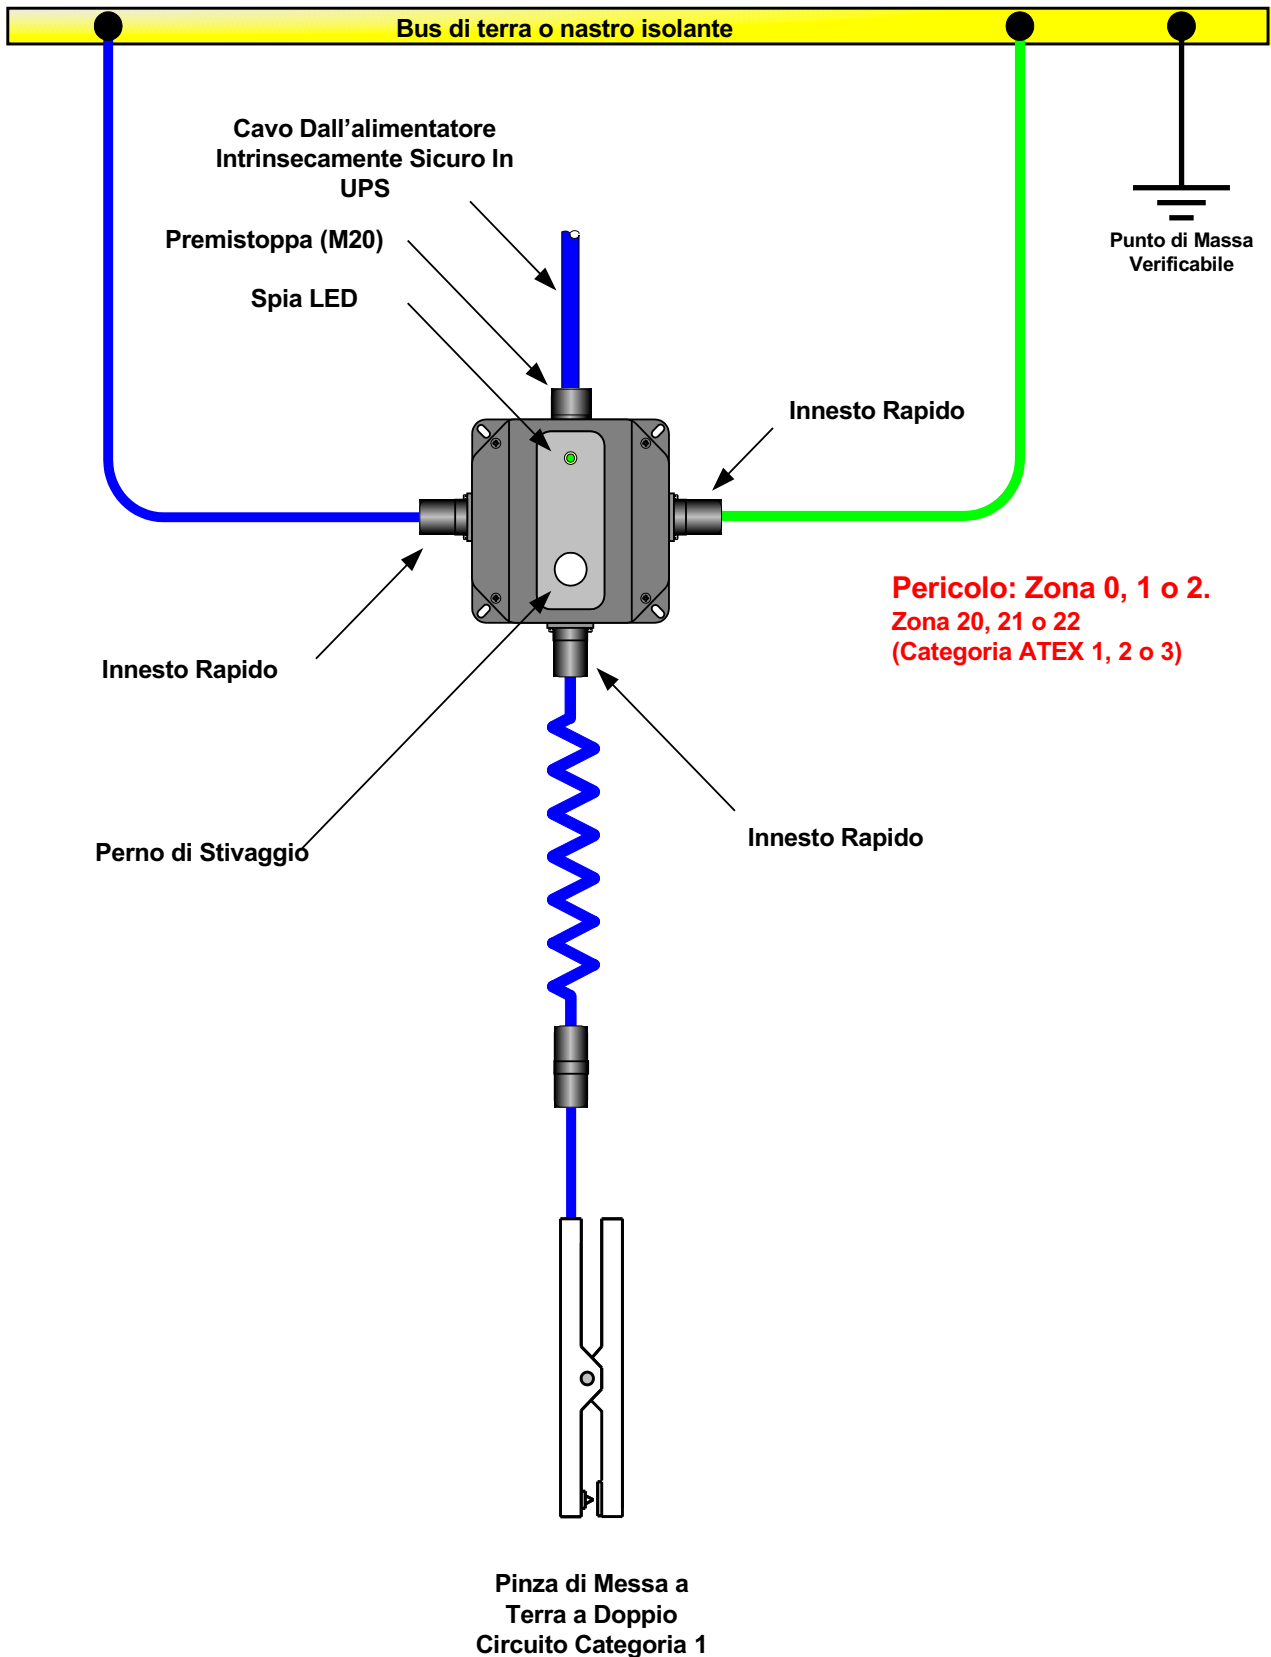 Bus di terra o nastro isolante
Cavo Dall’alimentatore
Intrinsecamente Sicuro In
UPS
Premistoppa (M20)
Spia LED
Punto di Massa
Verificabile
Innesto Rapido
Pericolo: Zona 0, 1 o 2.
Zona 20, 21 o 22
(Categoria ATEX 1, 2 o 3)
Innesto Rapido
Perno di Stivaggio
Innesto Rapido
Pinza di Messa a
Terra a Doppio
Circuito Categoria 1